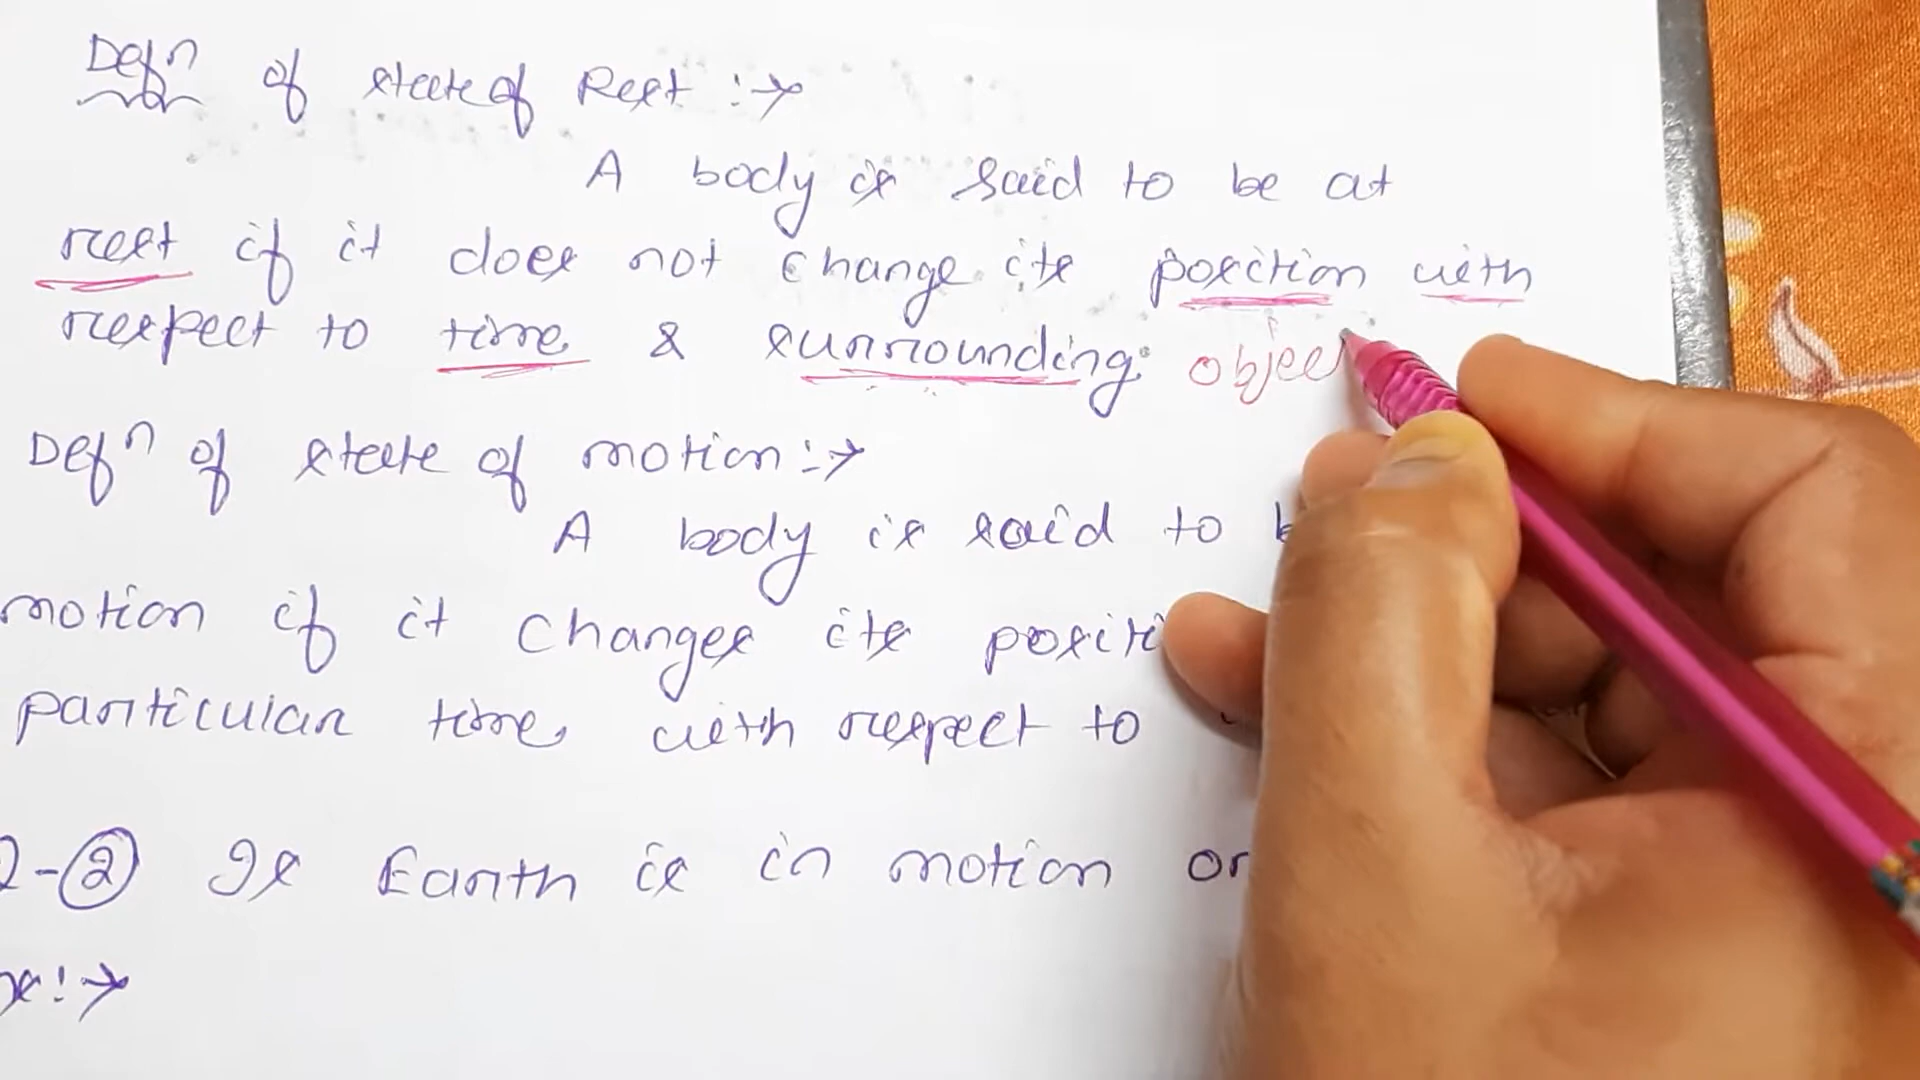 Defn of state of Rest :→
A body is said to be at
rest if it does not change its position with
respect to time & surrounding. objec
Defn of state of motion :→
A body is said to b
motion if it changes its positi
particular time, with respect to
Q-② Is Earth is in motion or
:→